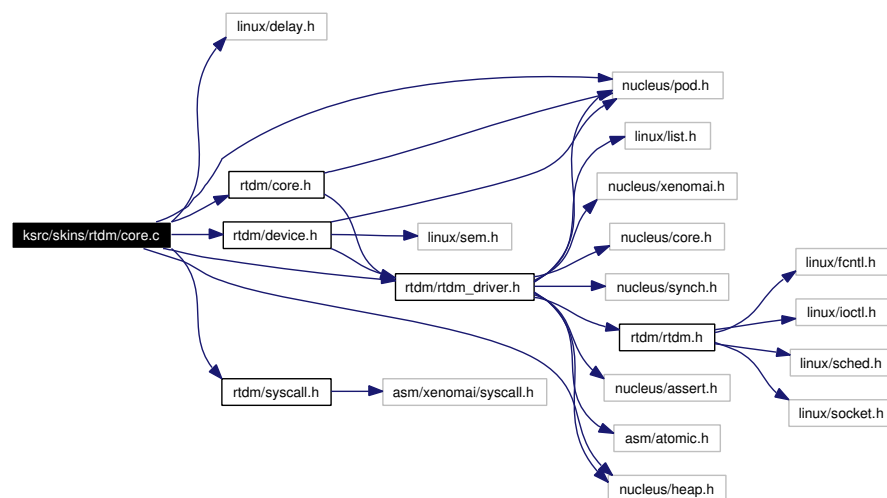 linux/delay.h
nucleus/pod.h
linux/list.h
rtdm/core.h
nucleus/xenomai.h
ksrc/skins/rtdm/core.c
rtdm/device.h
linux/sem.h
nucleus/core.h
linux/fcntl.h
rtdm/rtdm_driver.h
nucleus/synch.h
linux/ioctl.h
rtdm/rtdm.h
linux/sched.h
rtdm/syscall.h
asm/xenomai/syscall.h
nucleus/assert.h
linux/socket.h
asm/atomic.h
nucleus/heap.h